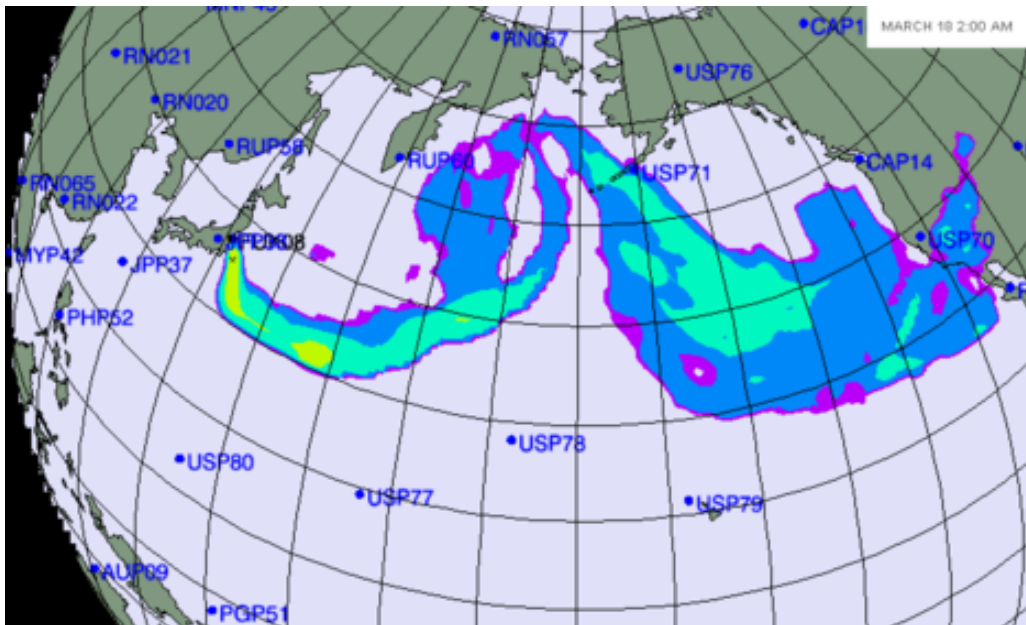 MARCH 18 2:00 AM
RN057
CAP1
RN021
USP76
RN020
RUP58
RUP60
CAP14
USP71
RN065
RN022
USP70
MYP42
JPP37
PHP52
USP78
USP80
USP77
USP79
AUP09
PGP51